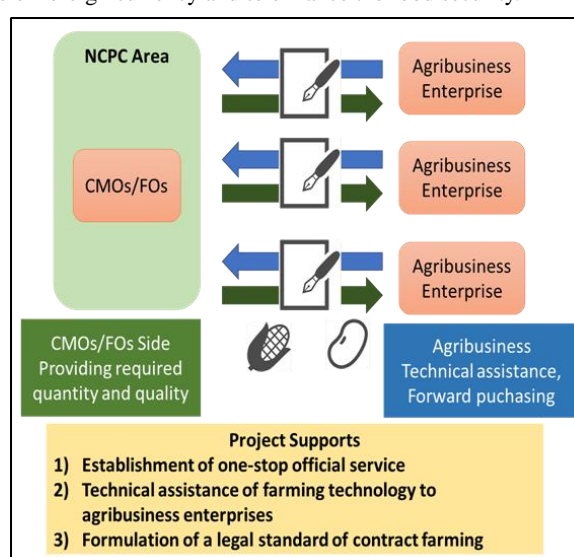 NCPC Area
CMOs/FOs
Agribusiness
Enterprise
Agribusiness
Enterprise
Agribusiness
Enterprise
CMOs/FOs Side
Providing required
quantity and quality
Agribusiness
Technical assistance,
Forward puchasing
Project Supports
1) Establishment of one-stop official service
2) Technical assistance of farming technology to
agribusiness enterprises
3) Formulation of a legal standard of contract farming